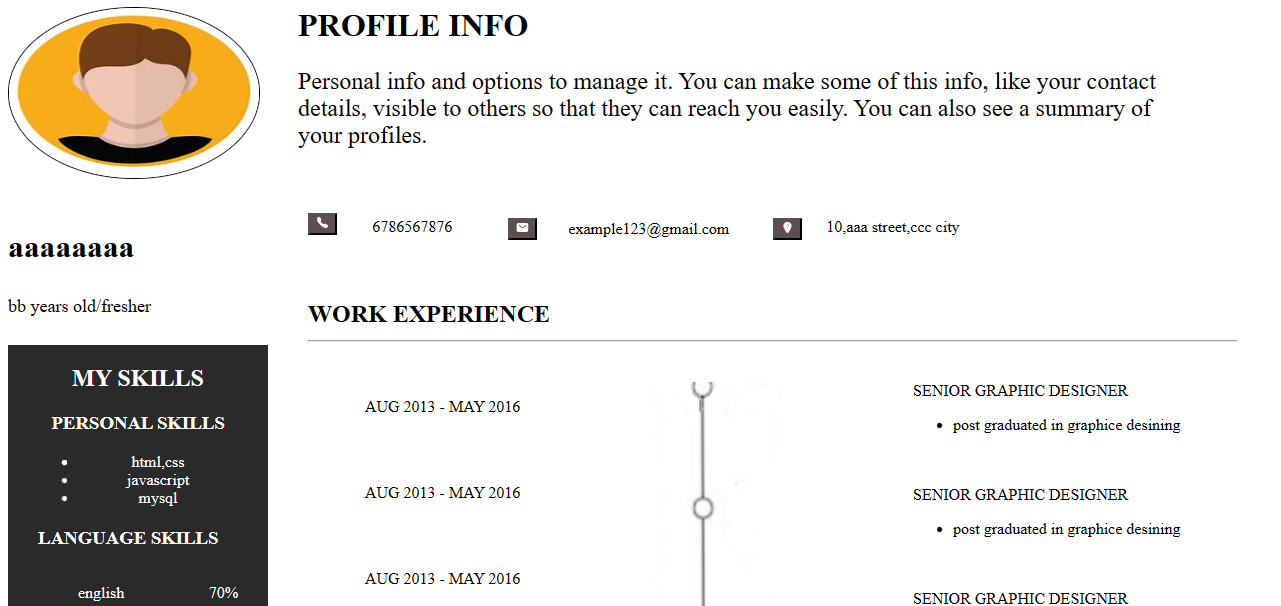 PROFILE INFO
Personal info and options to manage it. You can make some of this info, like your contact
details, visible to others so that they can reach you easily. You can also see a summary of
your profiles.
6786567876
example123@gmail.com
10,aaa street,ccc city
aaaaaaaa
bb years old/fresher
MY SKILLS
PERSONAL SKILLS
html,css
javascript
mysql
LANGUAGE SKILLS
english 70%
WORK EXPERIENCE
AUG 2013 - MAY 2016
SENIOR GRAPHIC DESIGNER
post graduated in graphice desining
AUG 2013 - MAY 2016
SENIOR GRAPHIC DESIGNER
post graduated in graphice desining
AUG 2013 - MAY 2016
SENIOR GRAPHIC DESIGNER